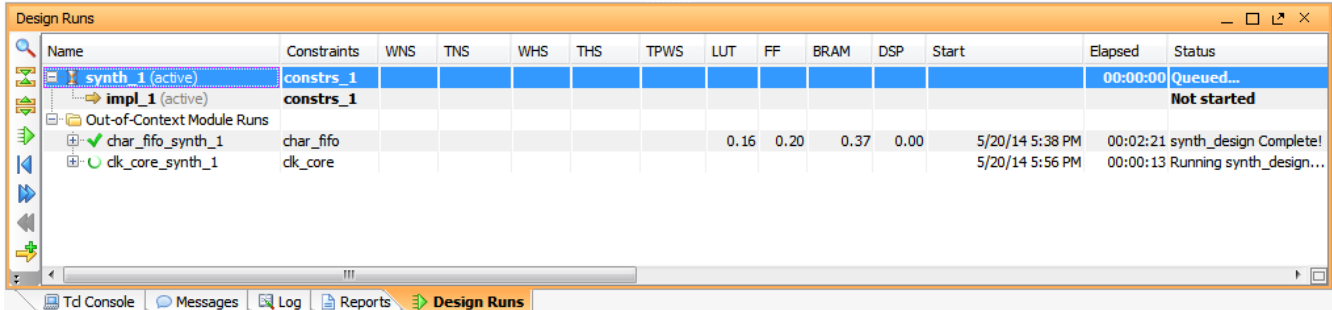 Design Runs
Name Constraints WNS TNS WHS THS TPWS LUT FF BRAM DSP Start Elapsed Status
synth_1 (active) constrs_1 00:00:00 Queued...
impl_1 (active) constrs_1 Not started
Out-of-Context Module Runs
char_fifo_synth_1 char_fifo 0.16 0.20 0.37 0.00 5/20/14 5:38 PM 00:02:21 synth_design Complete!
clk_core_synth_1 clk_core 5/20/14 5:56 PM 00:00:13 Running synth_design...
Tcl Console Messages Log Reports Design Runs